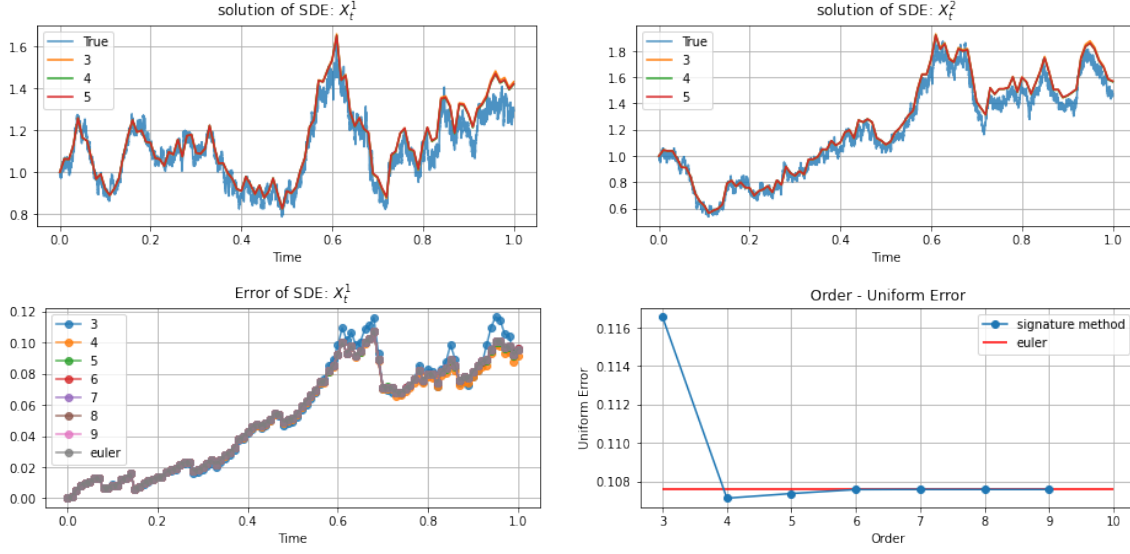 solution of SDE: X_t^1
True
3
4
5
1.6
1.4
1.2
1.0
0.8
0.0 0.2 0.4 0.6 0.8 1.0
Time
solution of SDE: X_t^2
True
3
4
5
1.8
1.6
1.4
1.2
1.0
0.8
0.6
0.0 0.2 0.4 0.6 0.8 1.0
Time
Error of SDE: X_t^1
3
4
5
6
7
8
9
euler
0.12
0.10
0.08
0.06
0.04
0.02
0.00
0.0 0.2 0.4 0.6 0.8 1.0
Time
Order - Uniform Error
signature method
euler
Uniform Error
0.116
0.114
0.112
0.110
0.108
3 4 5 6 7 8 9 10
Order